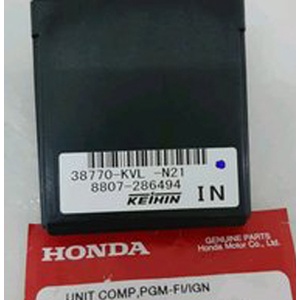 38770-KVL -N21
8807-286494
KEIHIN
IN
HONDA
GENUINE PARTS
Honda Motor Co., Ltd.
UNIT COMP,PGM-FI/IGN